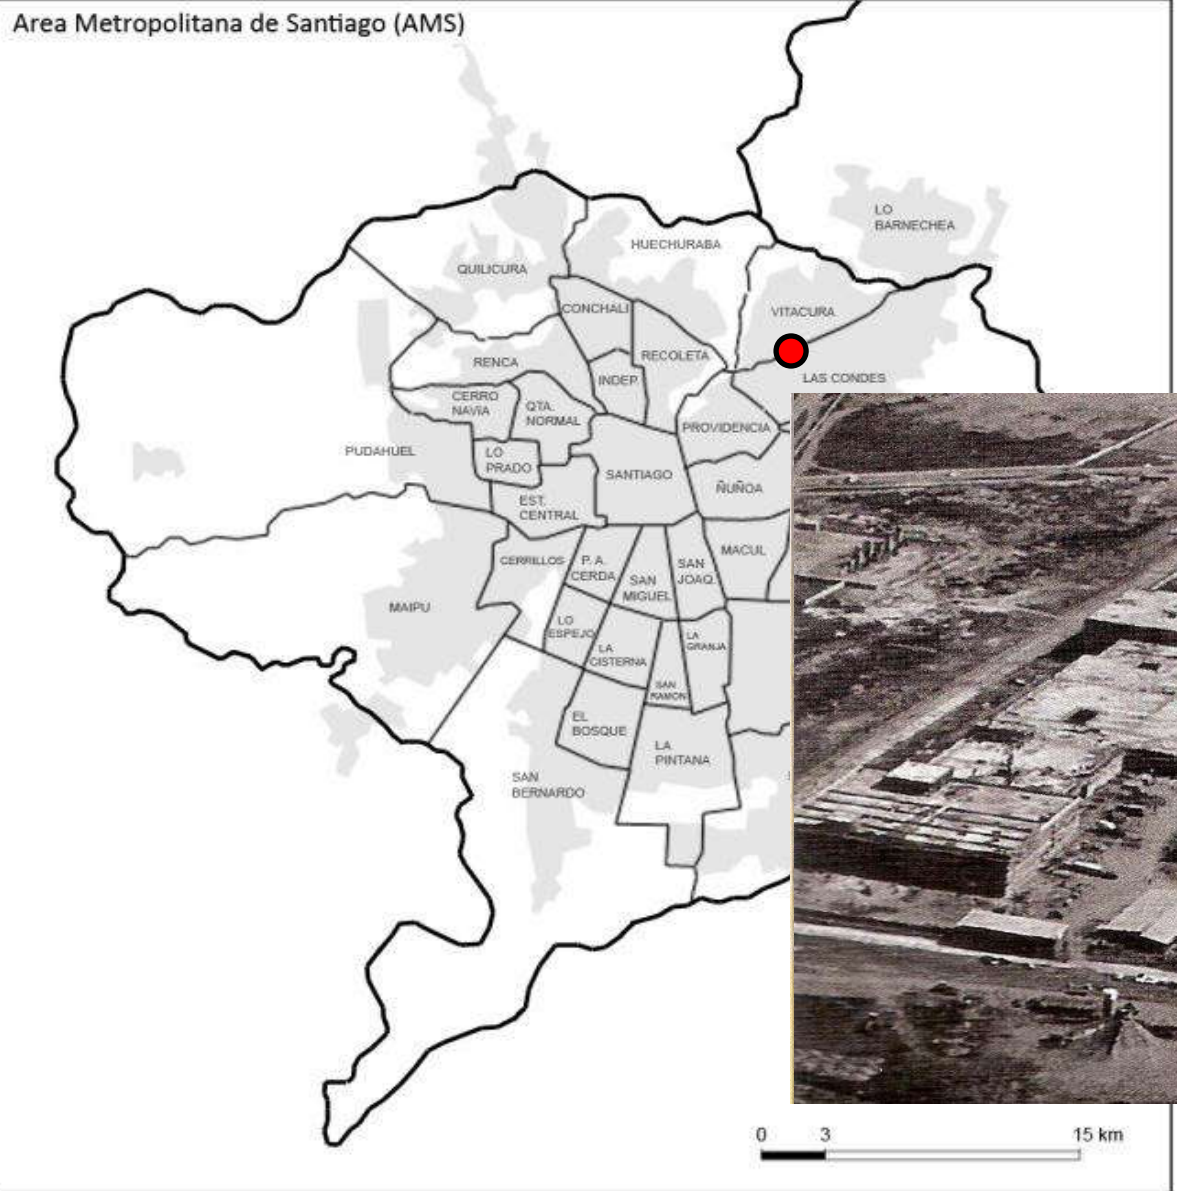 Area Metropolitana de Santiago (AMS)
LO
BARNECHEA
HUECHURABA
QUILICURA
CONCHALI
VITACURA
RENCA
RECOLETA
INDEP.
LAS CONDES
CERRO
NAVIA
QTA.
NORMAL
PROVIDENCIA
PUDAHUEL
LO
PRADO
SANTIAGO
ÑUÑOA
EST.
CENTRAL
CERRILLOS
P. A.
CERDA
SAN
MIGUEL
SAN
JOAQ.
MACUL
MAIPU
LO
ESPEJO
LA
CISTERNA
LA
GRANJA
SAN
RAMON
EL
BOSQUE
LA
PINTANA
SAN
BERNARDO
0 3 15 km